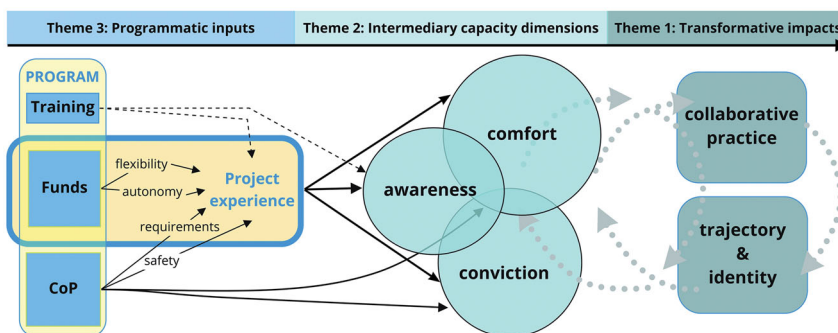 Theme 3: Programmatic inputs
Theme 2: Intermediary capacity dimensions
Theme 1: Transformative impacts
PROGRAM
Training
Funds
CoP
flexibility
autonomy
requirements
safety
Project
experience
comfort
awareness
conviction
collaborative
practice
trajectory
&
identity